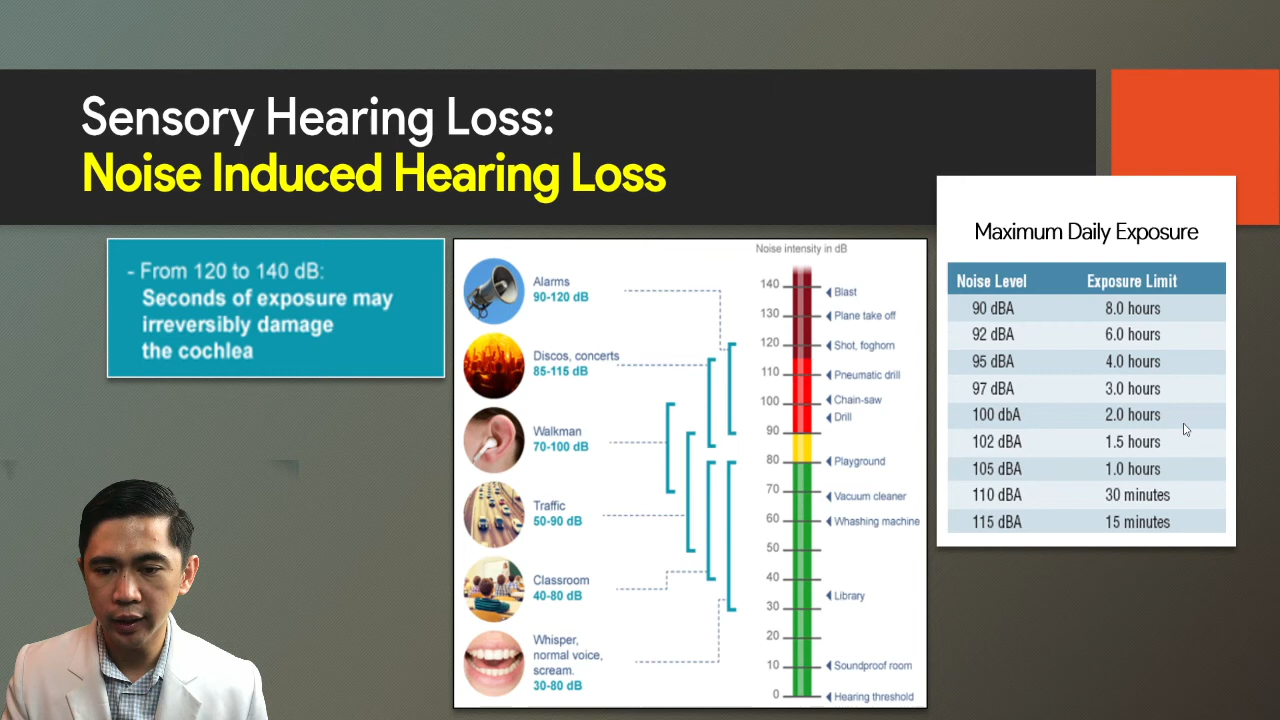 Sensory Hearing Loss:
Noise Induced Hearing Loss
- From 120 to 140 dB:
Seconds of exposure may
irreversibly damage
the cochlea
Noise intensity in dB
Alarms
90-120 dB
Discos, concerts
85-115 dB
Walkman
70-100 dB
Traffic
50-90 dB
Classroom
40-80 dB
Whisper,
normal voice,
scream.
30-80 dB
140
130
120
110
100
90
80
70
60
50
40
30
20
10
0
Blast
Plane take off
Shot, foghorn
Pneumatic drill
Chain-saw
Drill
Playground
Vacuum cleaner
Whashing machine
Library
Soundproof room
Hearing threshold
Maximum Daily Exposure
Noise Level Exposure Limit
90 dBA 8.0 hours
92 dBA 6.0 hours
95 dBA 4.0 hours
97 dBA 3.0 hours
100 dbA 2.0 hours
102 dBA 1.5 hours
105 dBA 1.0 hours
110 dBA 30 minutes
115 dBA 15 minutes